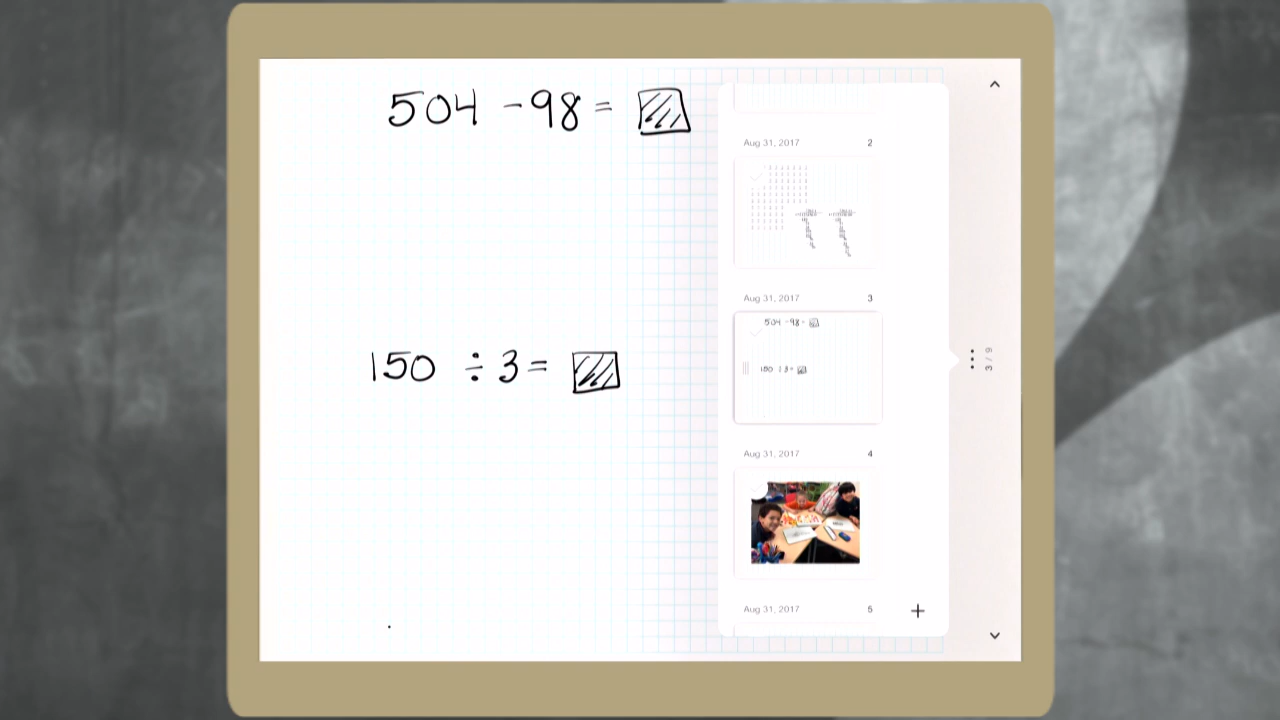 504 - 98 =
150 ÷ 3 =
Aug 31, 2017 2
Aug 31, 2017 3
504 - 98 =
150 ÷ 3 =
Aug 31, 2017 4
Aug 31, 2017 5
+
3 / 9